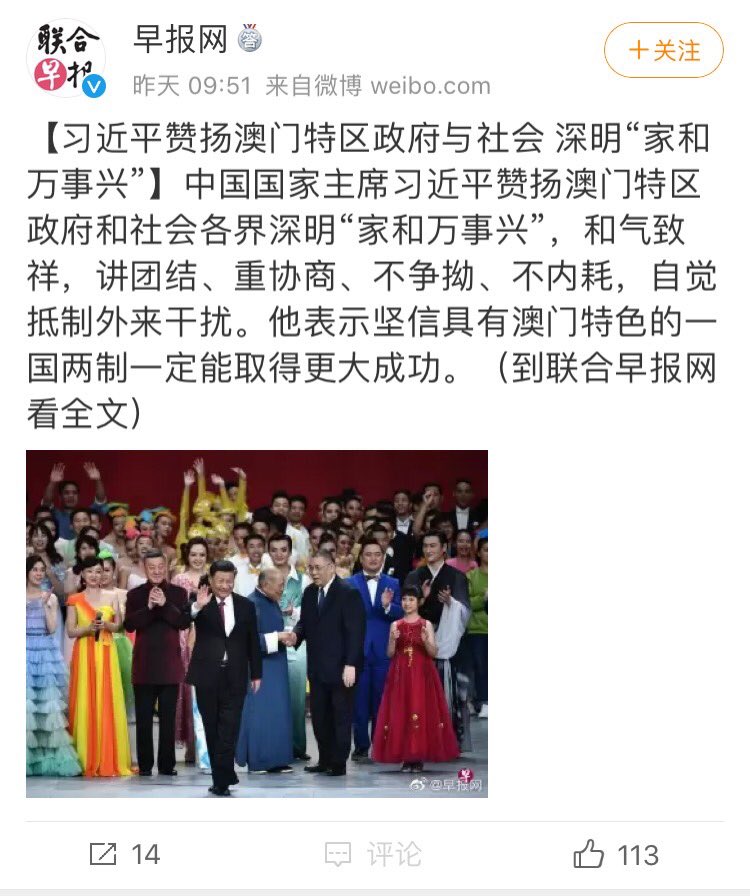 联合
早报
早报网
昨天 09:51 来自微博 weibo.com
＋关注
【习近平赞扬澳门特区政府与社会 深明“家和
万事兴”】中国国家主席习近平赞扬澳门特区
政府和社会各界深明“家和万事兴”，和气致
祥，讲团结、重协商、不争拗、不内耗，自觉
抵制外来干扰。他表示坚信具有澳门特色的一
国两制一定能取得更大成功。（到联合早报网
看全文）
早
@早报网
14
评论
113